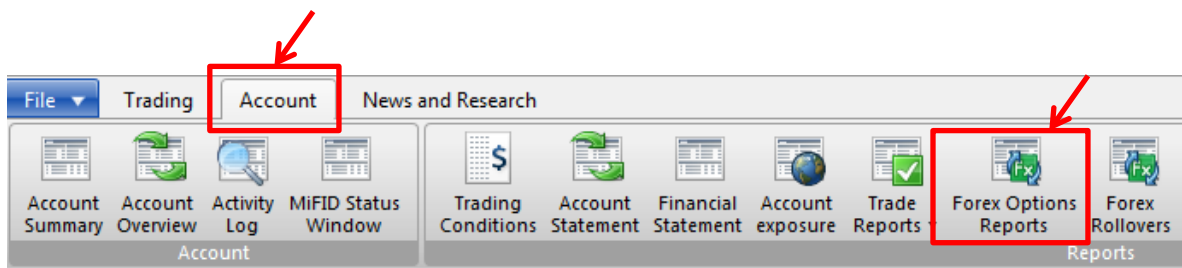 File Trading Account News and Research
Account Account Activity MiFID Status Trading Account Financial Account Trade Forex Options Forex
Summary Overview Log Window Conditions Statement Statement exposure Reports Reports Rollovers
Account Reports